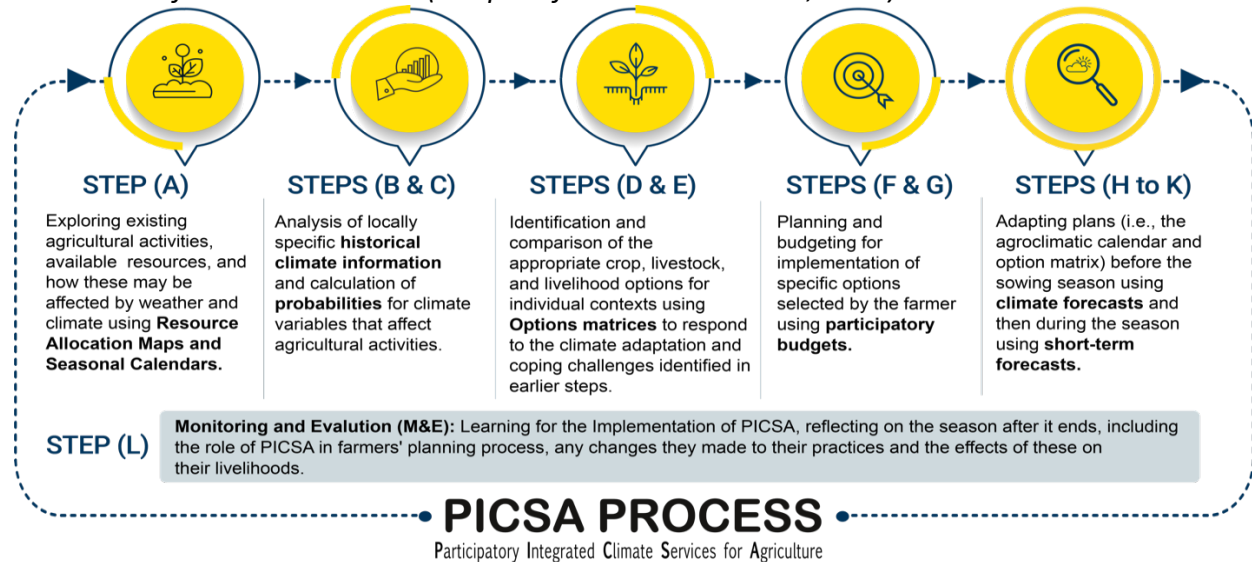 STEP (A)
Exploring existing
agricultural activities,
available resources, and
how these may be
affected by weather and
climate using Resource
Allocation Maps and
Seasonal Calendars.
STEPS (B & C)
Analysis of locally
specific historical
climate information
and calculation of
probabilities for climate
variables that affect
agricultural activities.
STEPS (D & E)
Identification and
comparison of the
appropriate crop, livestock,
and livelihood options for
individual contexts using
Options matrices to respond
to the climate adaptation and
coping challenges identified in
earlier steps.
STEPS (F & G)
Planning and
budgeting for
implementation of
specific options
selected by the farmer
using participatory
budgets.
STEPS (H to K)
Adapting plans (i.e., the
agroclimatic calendar and
option matrix) before the
sowing season using
climate forecasts and
then during the season
using short-term
forecasts.
STEP (L)
Monitoring and Evalution (M&E): Learning for the Implementation of PICSA, reflecting on the season after it ends, including
the role of PICSA in farmers' planning process, any changes they made to their practices and the effects of these on
their livelihoods.
PICSA PROCESS
Participatory Integrated Climate Services for Agriculture